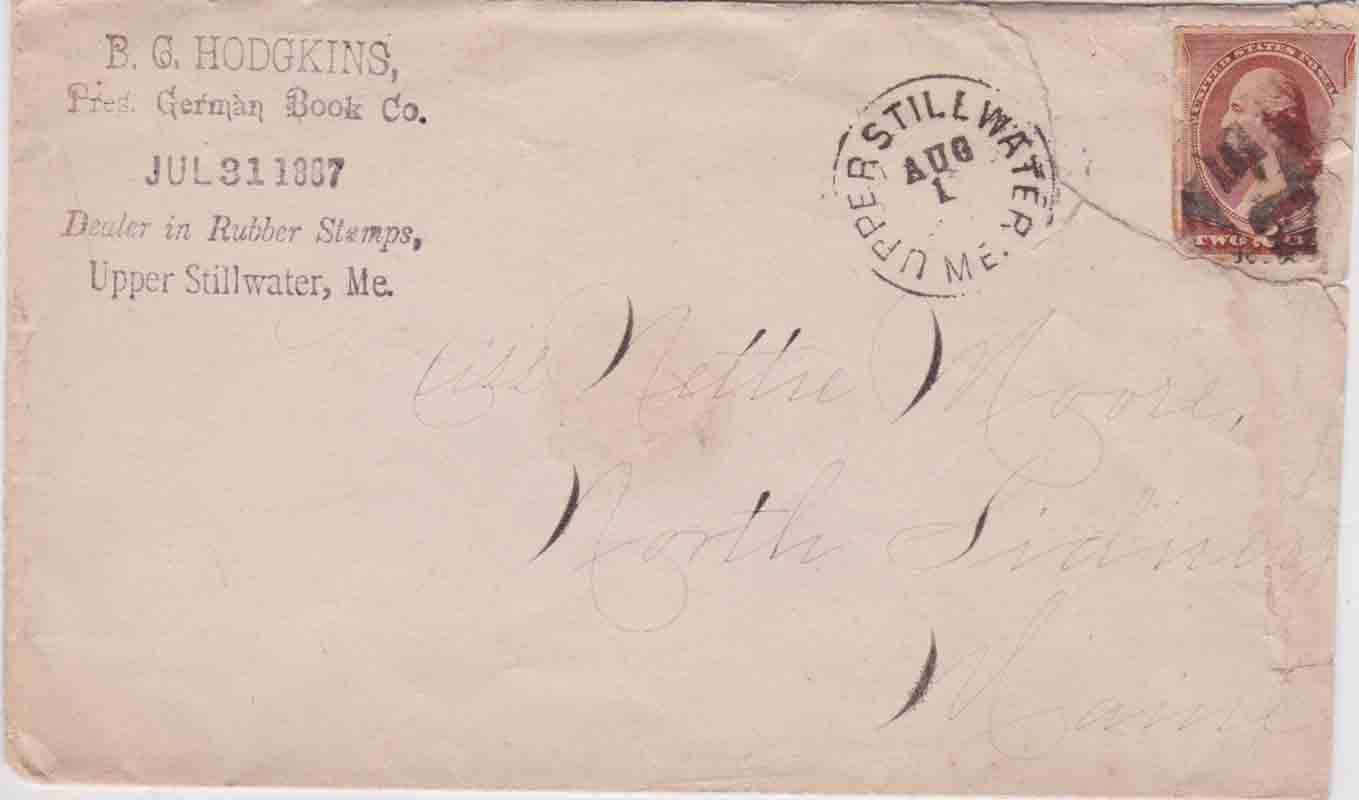 B. G. HODGKINS,
Pres. German Book Co.
JUL 31 1887
Dealer in Rubber Stamps,
Upper Stillwater, Me.
UPPER STILLWATER ME.
AUG
1
UNITED STATES POSTAGE
TWO
Miss Nettie Moore,
North Sidney
Maine